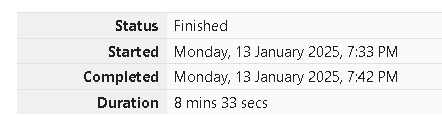 Status Finished
Started Monday, 13 January 2025, 7:33 PM
Completed Monday, 13 January 2025, 7:42 PM
Duration 8 mins 33 secs